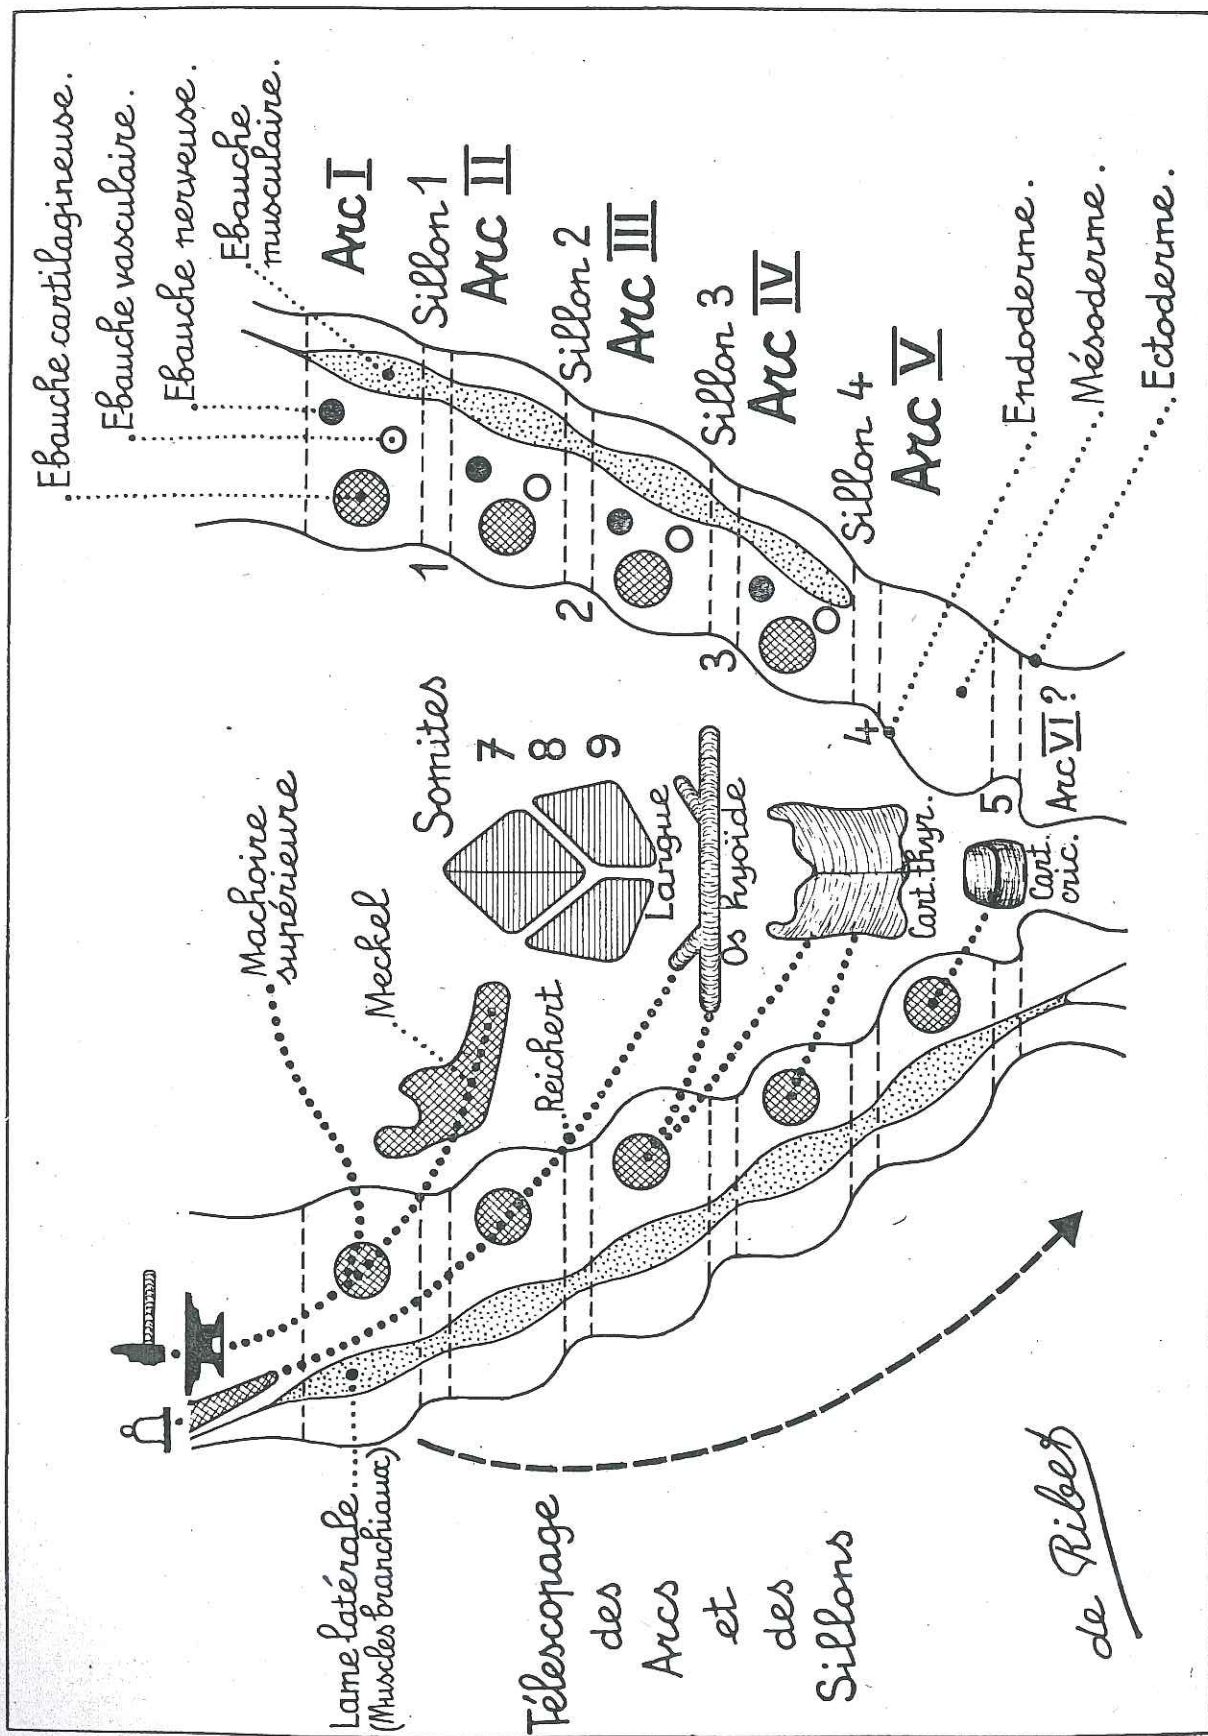 Ebauche cartilagineuse.
Ebauche vasculaire.
Ebauche nerveuse.
Ebauche
musculaire.
Arc I
Sillon 1
Arc II
Sillon 2
Arc III
Sillon 3
Arc IV
Sillon 4
Arc V
Endoderme.
Mésoderme.
Ectoderme.
1
2
3
4
5
Arc VI?
Machoire
supérieure
Meckel
Reichert
Somites
7
8
9
Langue
Os hyoïde
Cart. thyr.
Cart.
cric.
Lame latérale
(Muscles branchiaux)
Télescopage
des
Arcs
et
des
Sillons
de Ribet